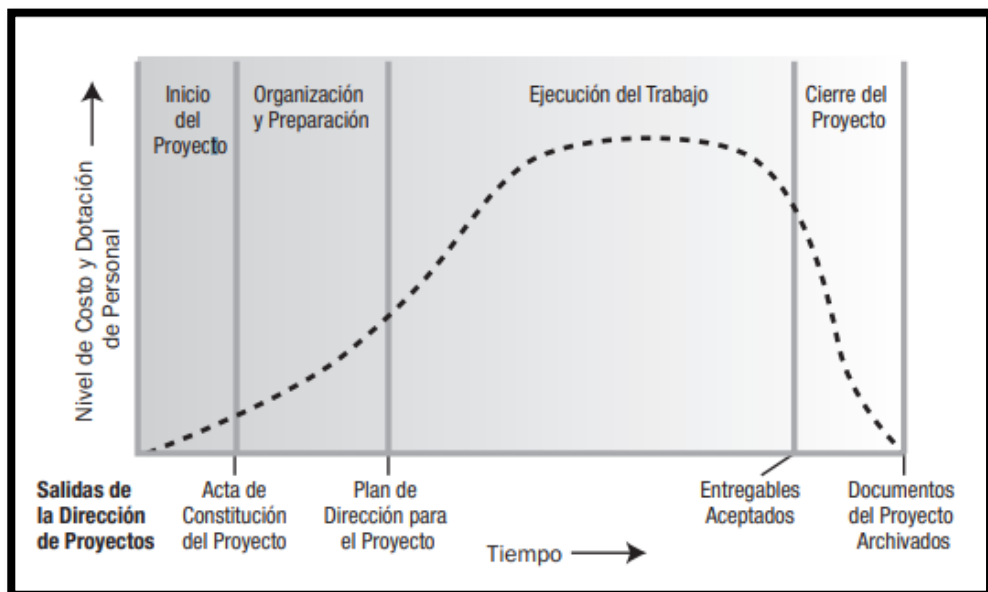 Inicio
del
Proyecto
Organización
y Preparación
Ejecución del Trabajo
Cierre del
Proyecto
Nivel de Costo y Dotación
de Personal
Salidas de
la Dirección
de Proyectos
Acta de
Constitución
del Proyecto
Plan de
Dirección para
el Proyecto
Entregables
Aceptados
Documentos
del Proyecto
Archivados
Tiempo